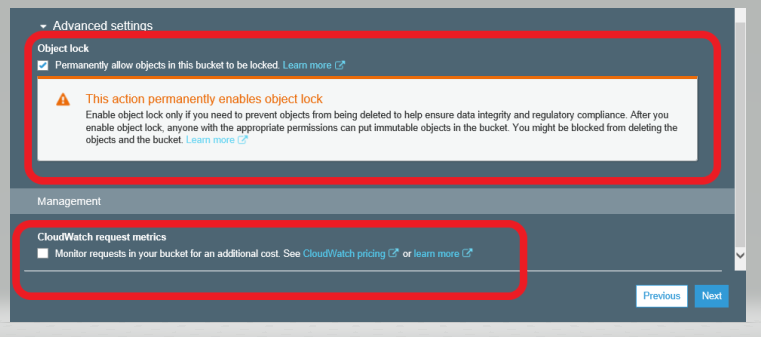 Advanced settings
Object lock
Permanently allow objects in this bucket to be locked. Learn more
This action permanently enables object lock
Enable object lock only if you need to prevent objects from being deleted to help ensure data integrity and regulatory compliance. After you
enable object lock, anyone with the appropriate permissions can put immutable objects in the bucket. You might be blocked from deleting the
objects and the bucket. Learn more
Management
CloudWatch request metrics
Monitor requests in your bucket for an additional cost. See CloudWatch pricing or learn more
Previous Next